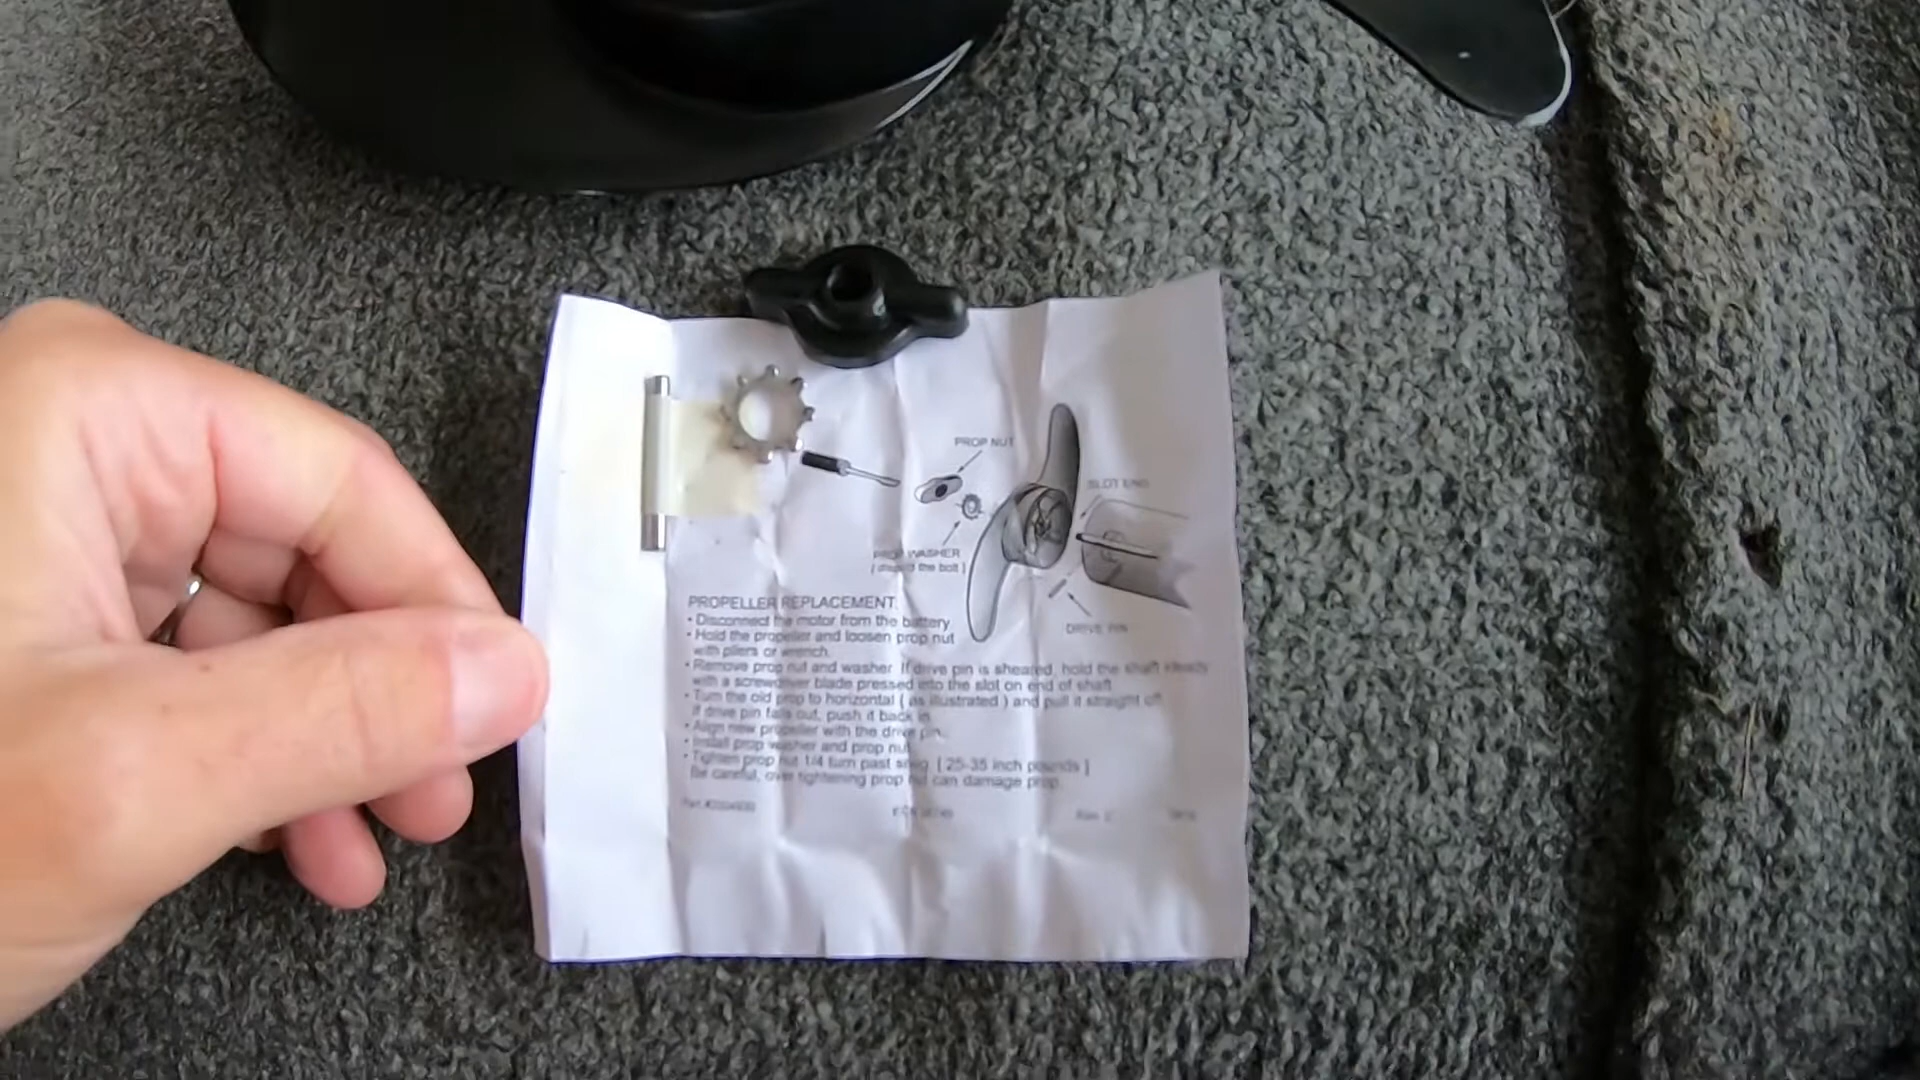 PROP NUT
SLOT END
PROP WASHER
( the bolt )
DRIVE PIN
PROPELLER REPLACEMENT:
• Disconnect the motor from the battery.
• Hold the propeller and loosen prop nut
with pliers or wrench.
• Remove prop nut and washer. If drive pin is sheared, hold the shaft steady
with a screwdriver blade pressed into the slot on end of shaft.
• Turn the old prop to horizontal ( as illustrated ) and pull it straight off.
If drive pin falls out, push it back in.
• Align new propeller with the drive pin.
• Install prop washer and prop nut.
• Tighten prop nut 1/4 turn past snug. [ 25-35 inch pounds ]
Be careful, over tightening prop nut can damage prop.